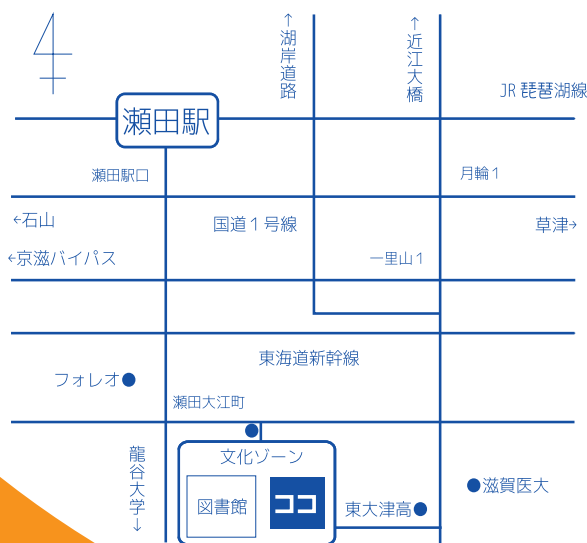 ↑湖岸道路
↑近江大橋
JR 琵琶湖線
瀬田駅
瀬田駅口
月輪1
←石山
国道1号線
草津→
←京滋バイパス
一里山1
東海道新幹線
フォレオ●
瀬田大江町
龍谷大学↓
文化ゾーン
図書館
ココ
東大津高●
●滋賀医大